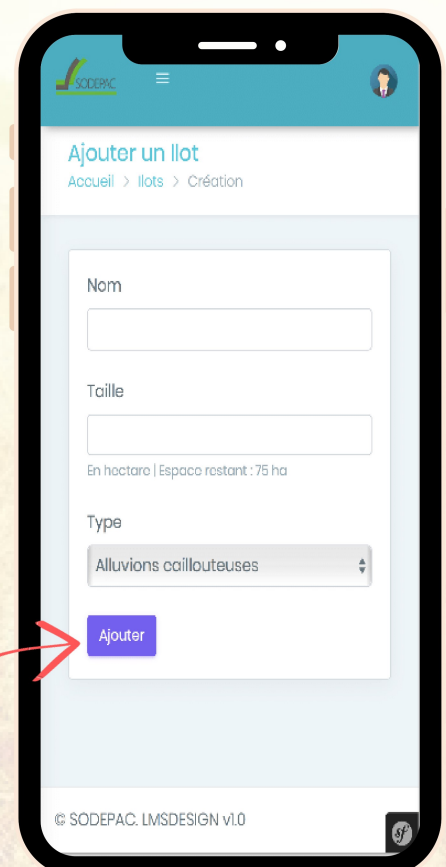 SODEPAC
Ajouter un Ilot
Accueil > Ilots > Création
Nom
Taille
En hectare | Espace restant : 75 ha
Type
Alluvions caillouteuses
Ajouter
© SODEPAC. LMSDESIGN v1.0
sf